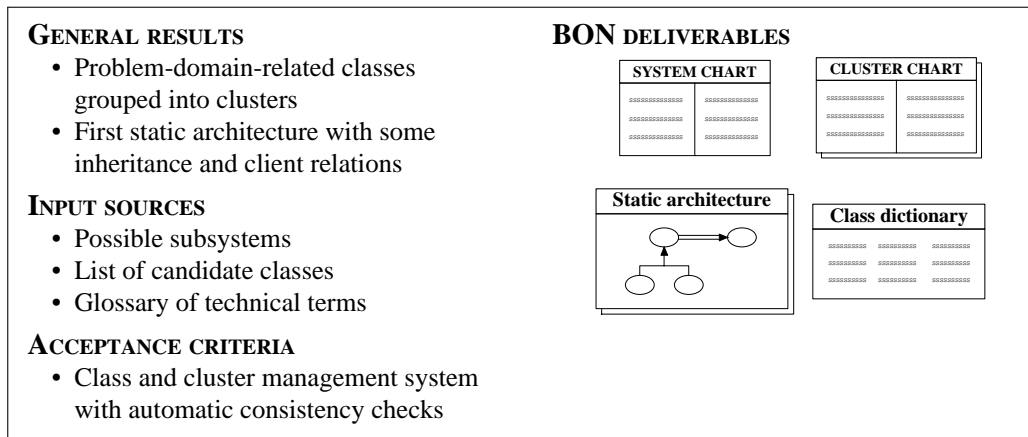 GENERAL RESULTS
• Problem-domain-related classes
grouped into clusters
• First static architecture with some
inheritance and client relations
INPUT SOURCES
• Possible subsystems
• List of candidate classes
• Glossary of technical terms
ACCEPTANCE CRITERIA
• Class and cluster management system
with automatic consistency checks
BON DELIVERABLES
SYSTEM CHART
CLUSTER CHART
Static architecture
Class dictionary